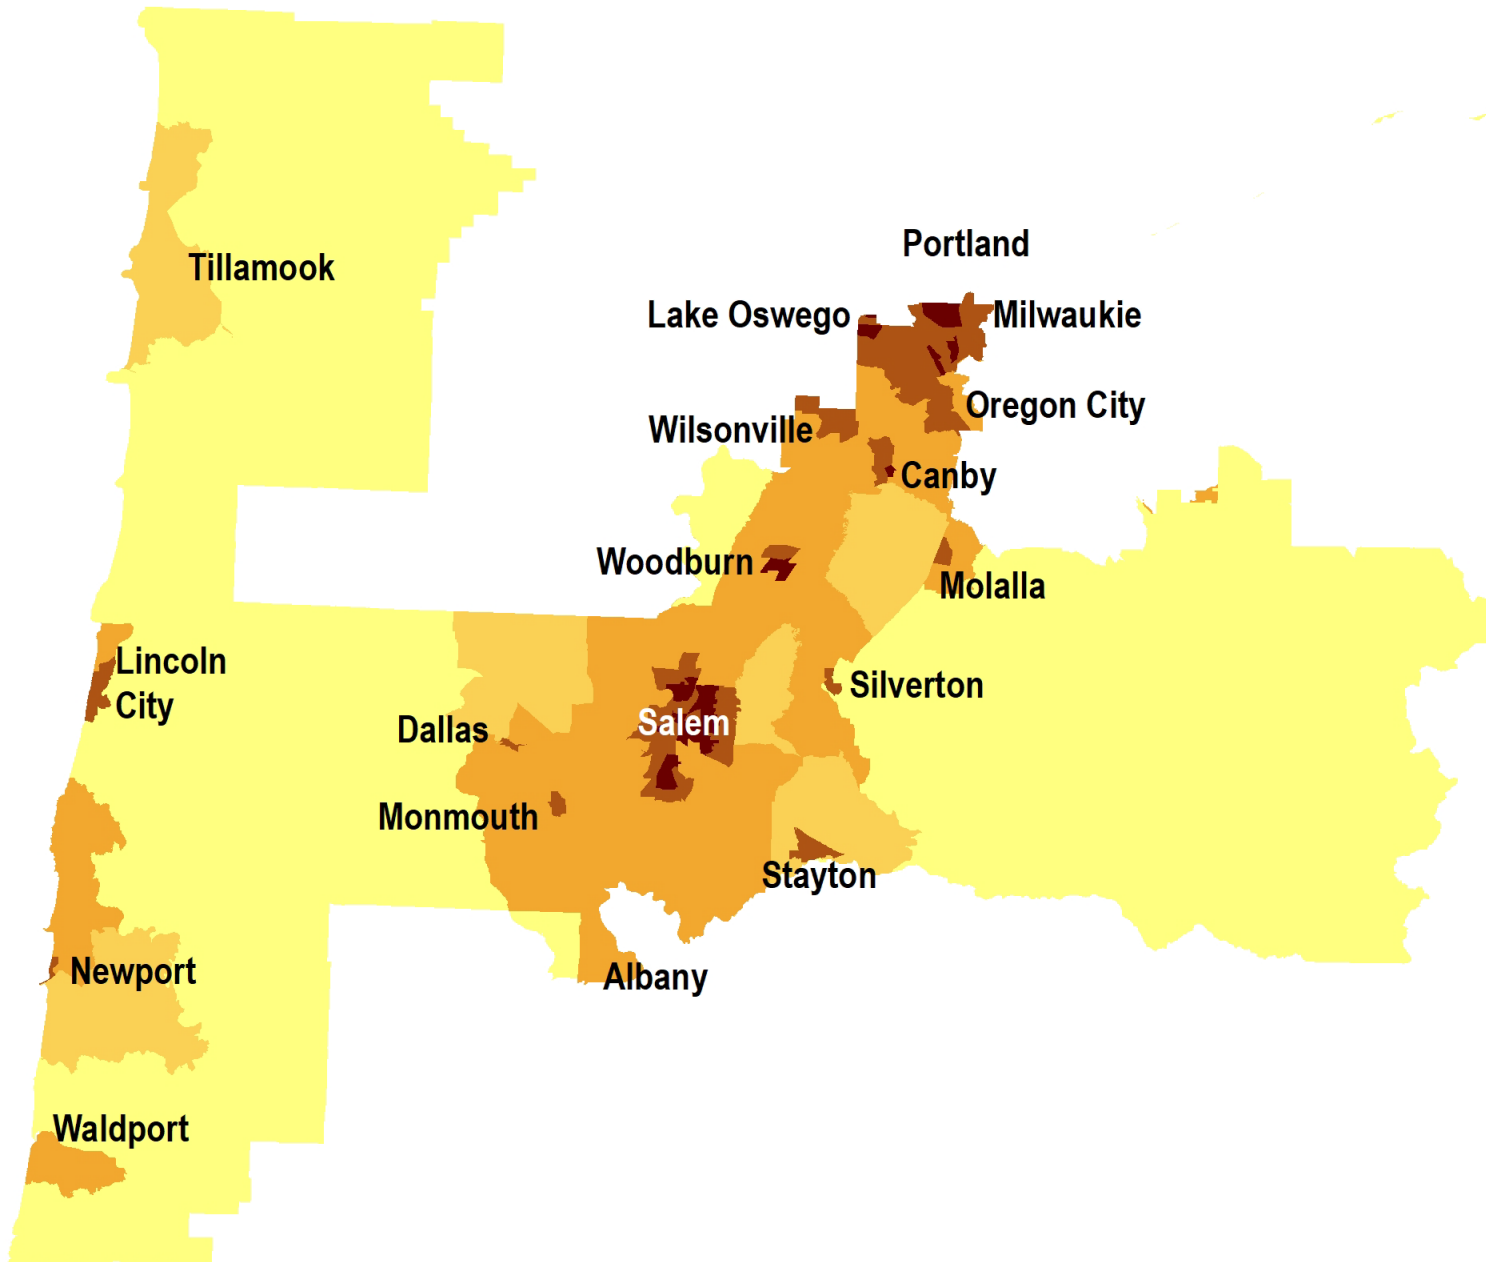 Portland
Tillamook
Lake Oswego
Milwaukie
Oregon City
Wilsonville
Canby
Woodburn
Molalla
Lincoln
City
Silverton
Salem
Dallas
Monmouth
Stayton
Newport
Albany
Waldport